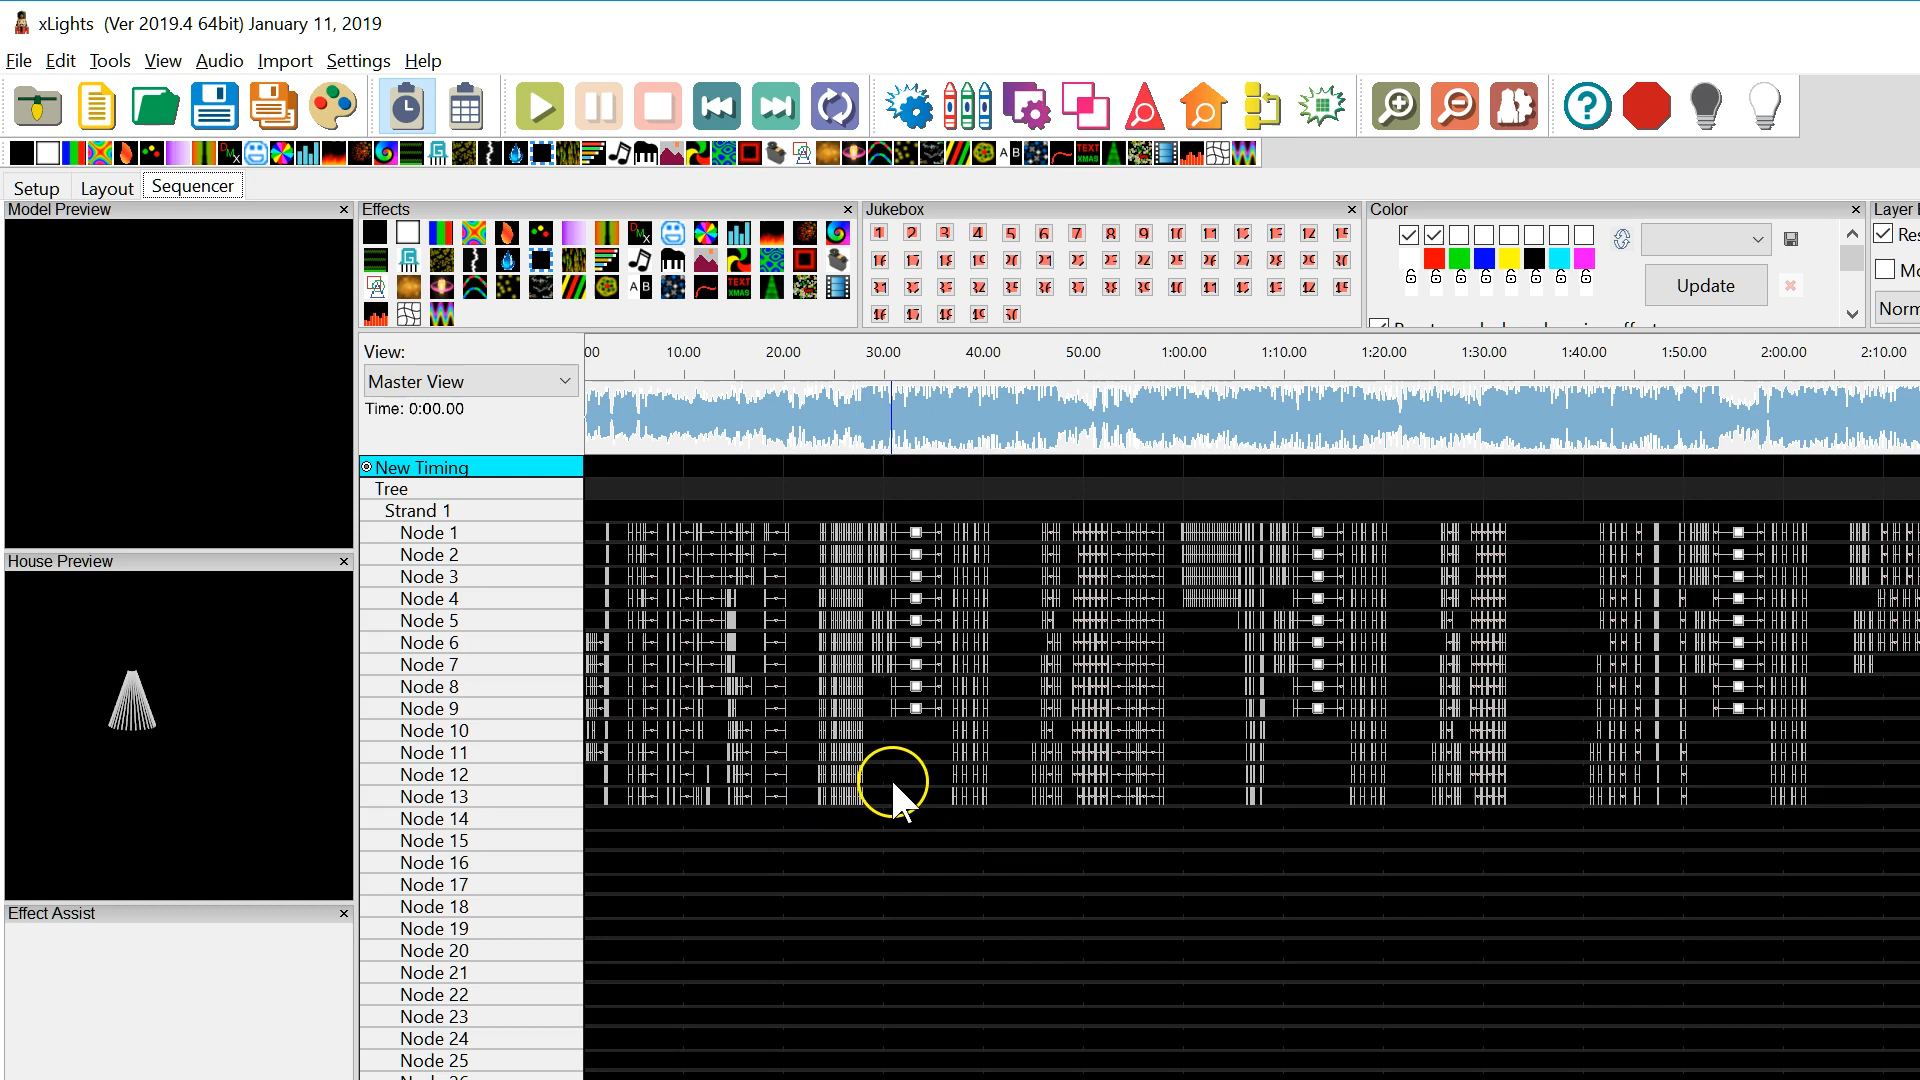 xLights (Ver 2019.4 64bit) January 11, 2019
File Edit Tools View Audio Import Settings Help
Setup Layout Sequencer
Model Preview
Effects
Jukebox
Color
Layer
Update
Norm
View:
Master View
Time: 0:00.00
00 10.00 20.00 30.00 40.00 50.00 1:00.00 1:10.00 1:20.00 1:30.00 1:40.00 1:50.00 2:00.00 2:10.00
New Timing
Tree
Strand 1
Node 1
Node 2
Node 3
Node 4
Node 5
Node 6
Node 7
House Preview
Node 8
Node 9
Node 10
Node 11
Node 12
Node 13
Node 14
Node 15
Node 16
Node 17
Node 18
Effect Assist
Node 19
Node 20
Node 21
Node 22
Node 23
Node 24
Node 25